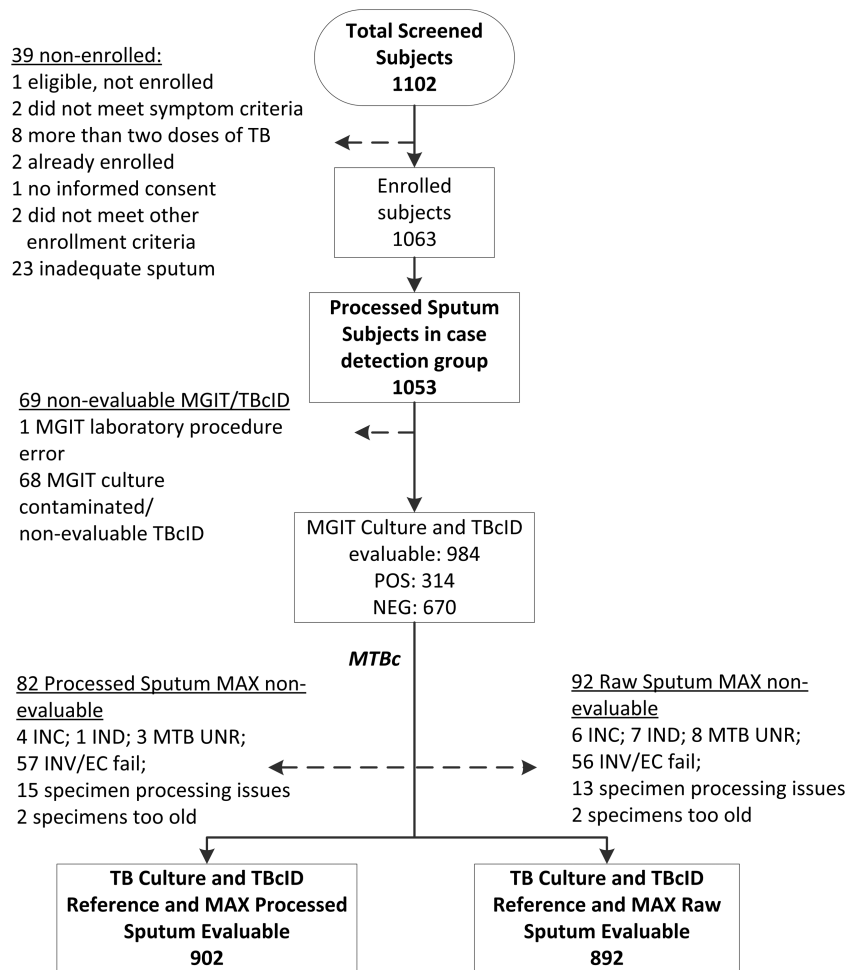 Total Screened
Subjects
1102
39 non-enrolled:
1 eligible, not enrolled
2 did not meet symptom criteria
8 more than two doses of TB
2 already enrolled
1 no informed consent
2 did not meet other
enrollment criteria
23 inadequate sputum
Enrolled
subjects
1063
Processed Sputum
Subjects in case
detection group
1053
69 non-evaluable MGIT/TBcID
1 MGIT laboratory procedure
error
68 MGIT culture
contaminated/
non-evaluable TBcID
MGIT Culture and TBcID
evaluable: 984
POS: 314
NEG: 670
MTBc
82 Processed Sputum MAX non-
evaluable
4 INC; 1 IND; 3 MTB UNR;
57 INV/EC fail;
15 specimen processing issues
2 specimens too old
92 Raw Sputum MAX non-
evaluable
6 INC; 7 IND; 8 MTB UNR;
56 INV/EC fail;
13 specimen processing issues
2 specimens too old
TB Culture and TBcID
Reference and MAX Processed
Sputum Evaluable
902
TB Culture and TBcID
Reference and MAX Raw
Sputum Evaluable
892